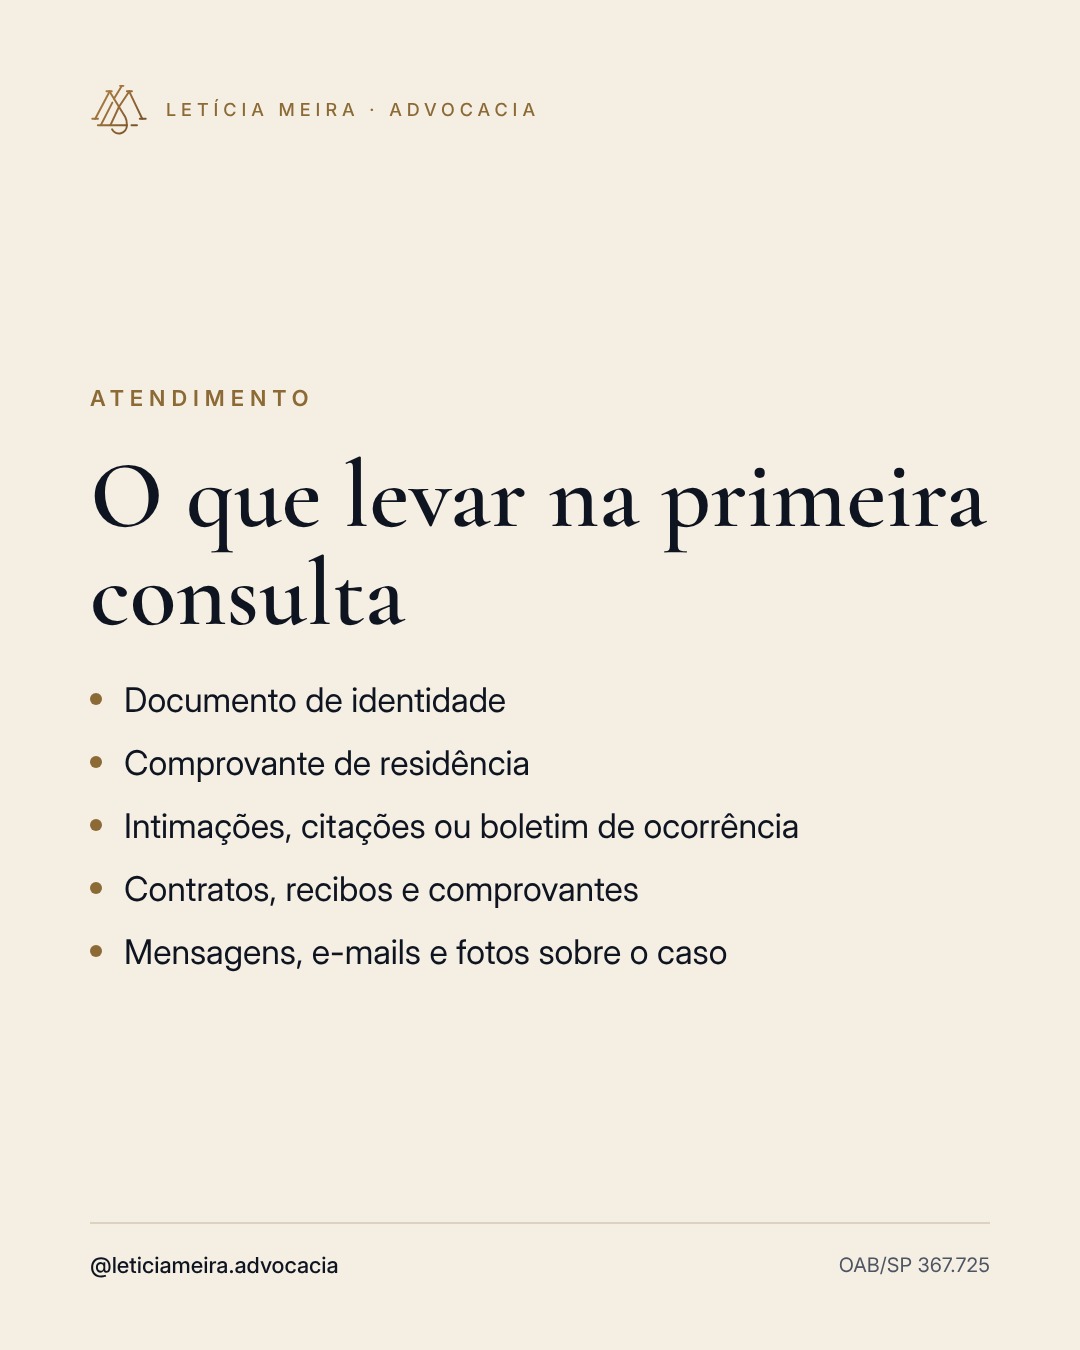 LETÍCIA MEIRA · ADVOCACIA
ATENDIMENTO
O que levar na primeira
consulta
• Documento de identidade
• Comprovante de residência
• Intimações, citações ou boletim de ocorrência
• Contratos, recibos e comprovantes
• Mensagens, e-mails e fotos sobre o caso
@leticiameira.advocacia
OAB/SP 367.725